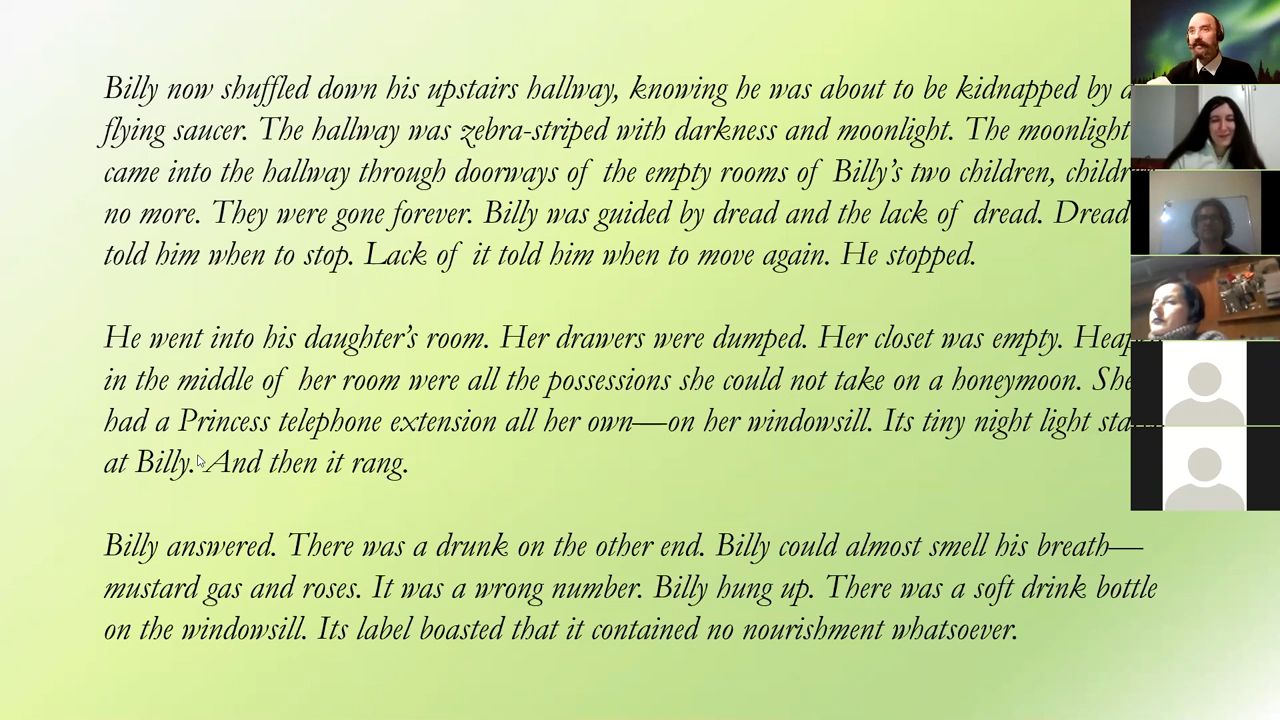 Billy now shuffled down his upstairs hallway, knowing he was about to be kidnapped by a
flying saucer. The hallway was zebra-striped with darkness and moonlight. The moonlight
came into the hallway through doorways of the empty rooms of Billy’s two children,
no more. They were gone forever. Billy was guided by dread and the lack of dread. Dread
told him when to stop. Lack of it told him when to move again. He stopped.
He went into his daughter’s room. Her drawers were dumped. Her closet was empty.
in the middle of her room were all the possessions she could not take on a honeymoon. She
had a Princess telephone extension all her own—on her windowsill. Its tiny night light
at Billy. And then it rang.
Billy answered. There was a drunk on the other end. Billy could almost smell his breath—
mustard gas and roses. It was a wrong number. Billy hung up. There was a soft drink bottle
on the windowsill. Its label boasted that it contained no nourishment whatsoever.